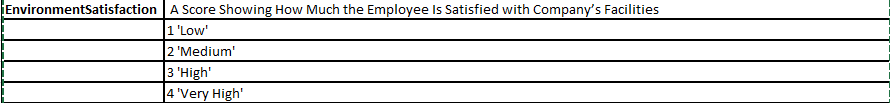 EnvironmentSatisfaction A Score Showing How Much the Employee Is Satisfied with Company’s Facilities
1 'Low'
2 'Medium'
3 'High'
4 'Very High'